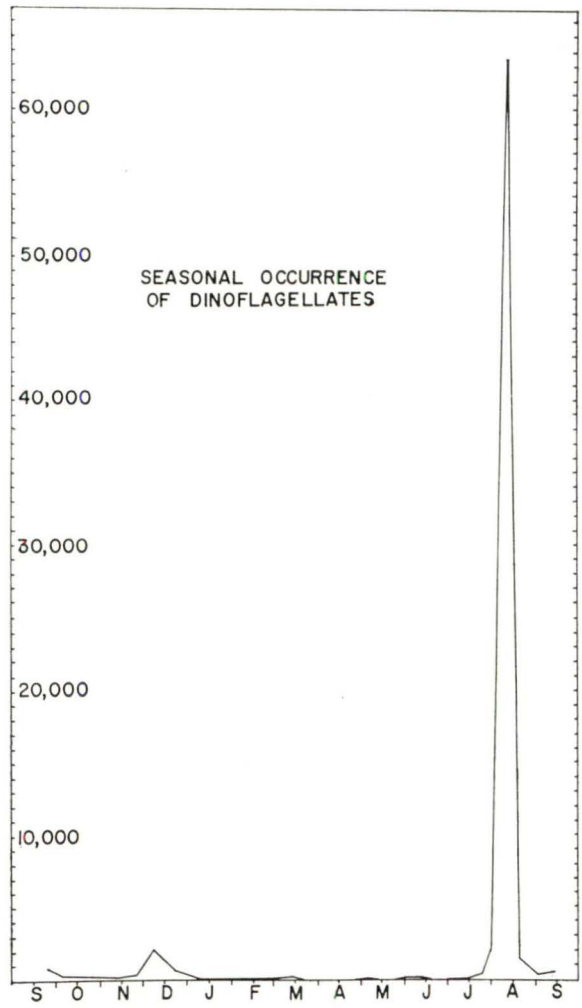 60,000
50,000
SEASONAL OCCURRENCE
OF DINOFLAGELLATES
40,000
30,000
20,000
10,000
S O N D J F M A M J J A S